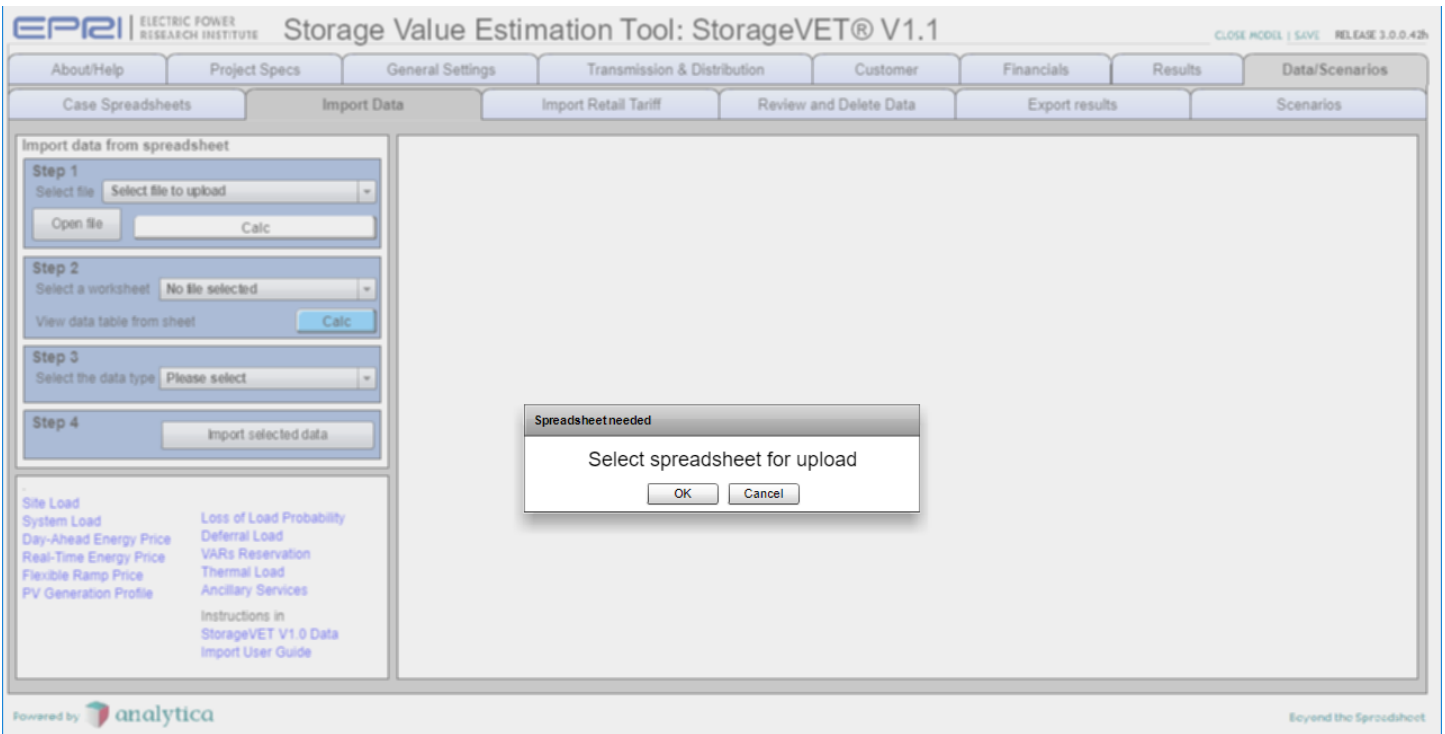 EPRI | ELECTRIC POWER RESEARCH INSTITUTE Storage Value Estimation Tool: StorageVET® V1.1 CLOSE MODEL | SAVE RELEASE 3.0.0.42h
About/Help Project Specs General Settings Transmission & Distribution Customer Financials Results Data/Scenarios
Case Spreadsheets Import Data Import Retail Tariff Review and Delete Data Export results Scenarios
Import data from spreadsheet
Step 1
Select file Select file to upload
Open file Calc
Step 2
Select a worksheet No file selected
View data table from sheet Calc
Step 3
Select the data type Please select
Step 4
Import selected data
Spreadsheet needed
Select spreadsheet for upload
OK Cancel
Site Load
System Load
Day-Ahead Energy Price
Real-Time Energy Price
Flexible Ramp Price
PV Generation Profile
Loss of Load Probability
Deferral Load
VARs Reservation
Thermal Load
Ancillary Services
Instructions in
StorageVET V1.0 Data
Import User Guide
Powered by analytica Beyond the Spreadsheet